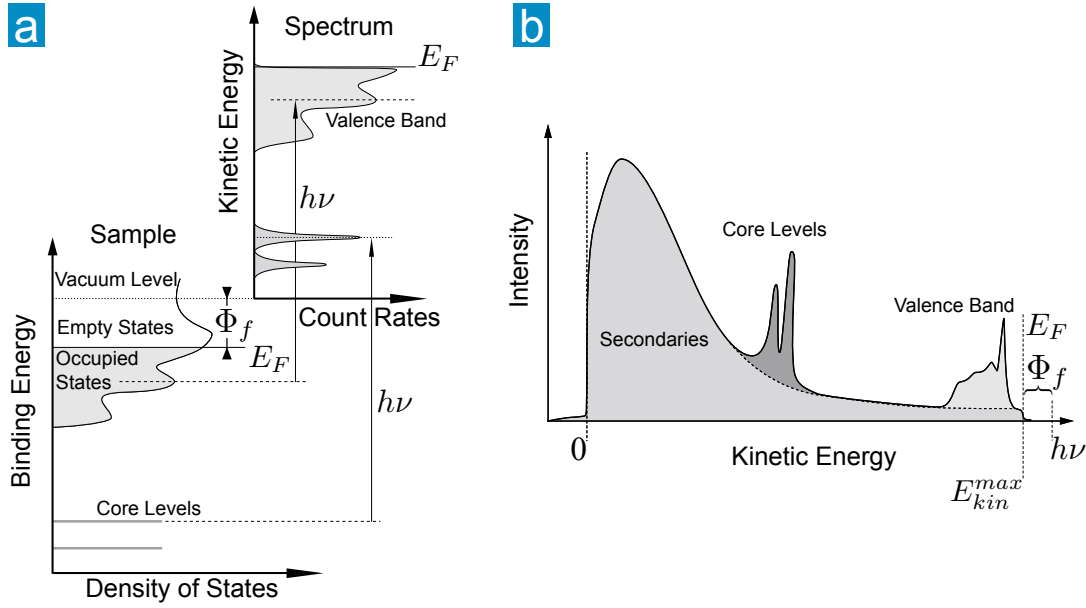 a
Spectrum
E_F
Valence Band
Kinetic Energy
hν
Sample
Vacuum Level
Count Rates
Φ_f
Empty States
E_F
Occupied
States
hν
Binding Energy
Core Levels
Density of States
b
Intensity
Core Levels
Valence Band
E_F
Secondaries
Φ_f
0
Kinetic Energy
hν
E_{kin}^{max}